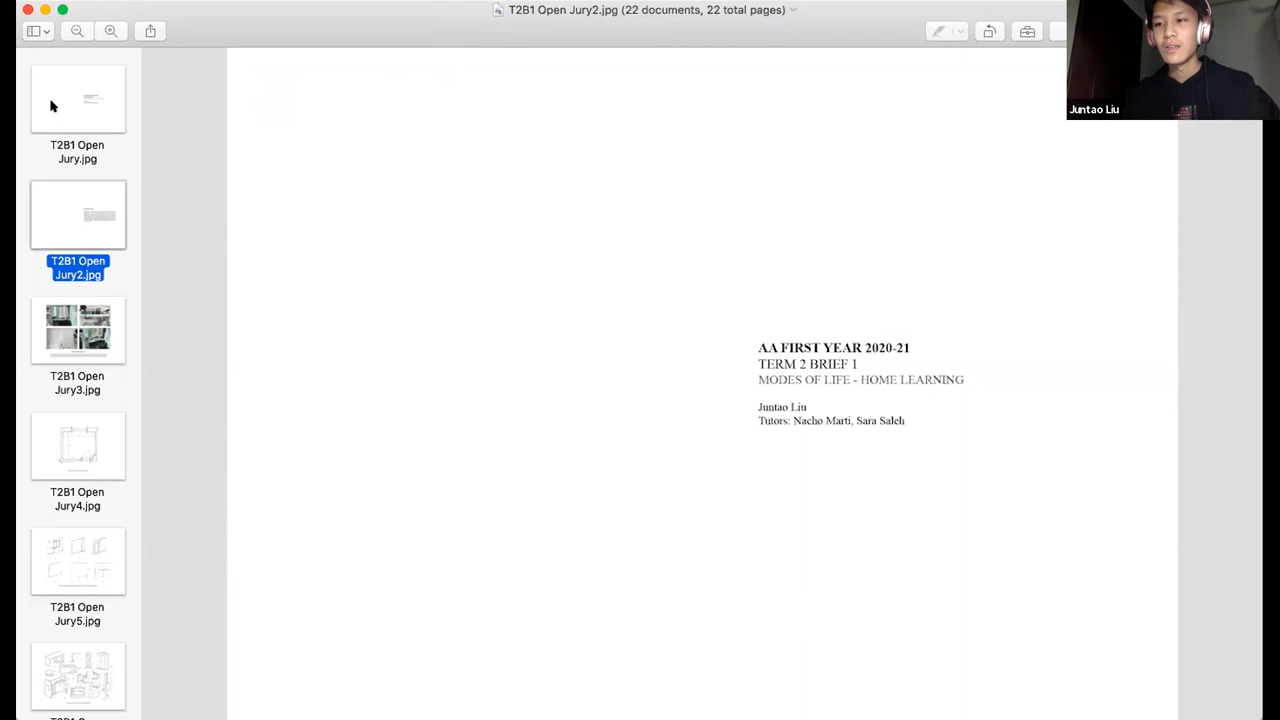 T2B1 Open Jury2.jpg (22 documents, 22 total pages)
Juntao Liu
T2B1 Open
Jury.jpg
T2B1 Open
Jury2.jpg
T2B1 Open
Jury3.jpg
T2B1 Open
Jury4.jpg
T2B1 Open
Jury5.jpg
AA FIRST YEAR 2020-21
TERM 2 BRIEF 1
MODES OF LIFE - HOME LEARNING
Juntao Liu
Tutors: Nacho Marti, Sara Saleh